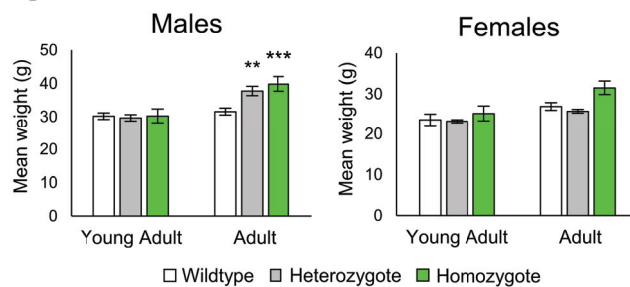 Males
Mean weight (g)
50
40
30
20
10
0
**
***
Young Adult
Adult
Females
Mean weight (g)
40
30
20
10
0
Young Adult
Adult
Wildtype
Heterozygote
Homozygote